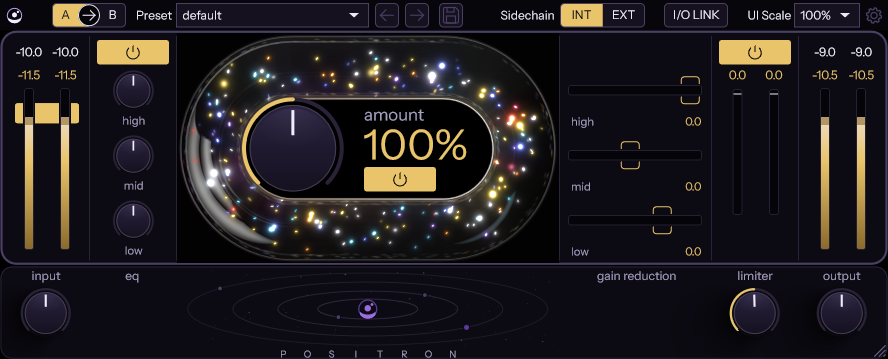 A B Preset default Sidechain INT EXT I/O LINK UI Scale 100%
-10.0 -10.0 0.0 0.0 -9.0 -9.0
-11.5 -11.5 -10.5 -10.5
high
mid
low
amount
100%
high 0.0
mid 0.0
low 0.0
input eq gain reduction limiter output
POSITRON